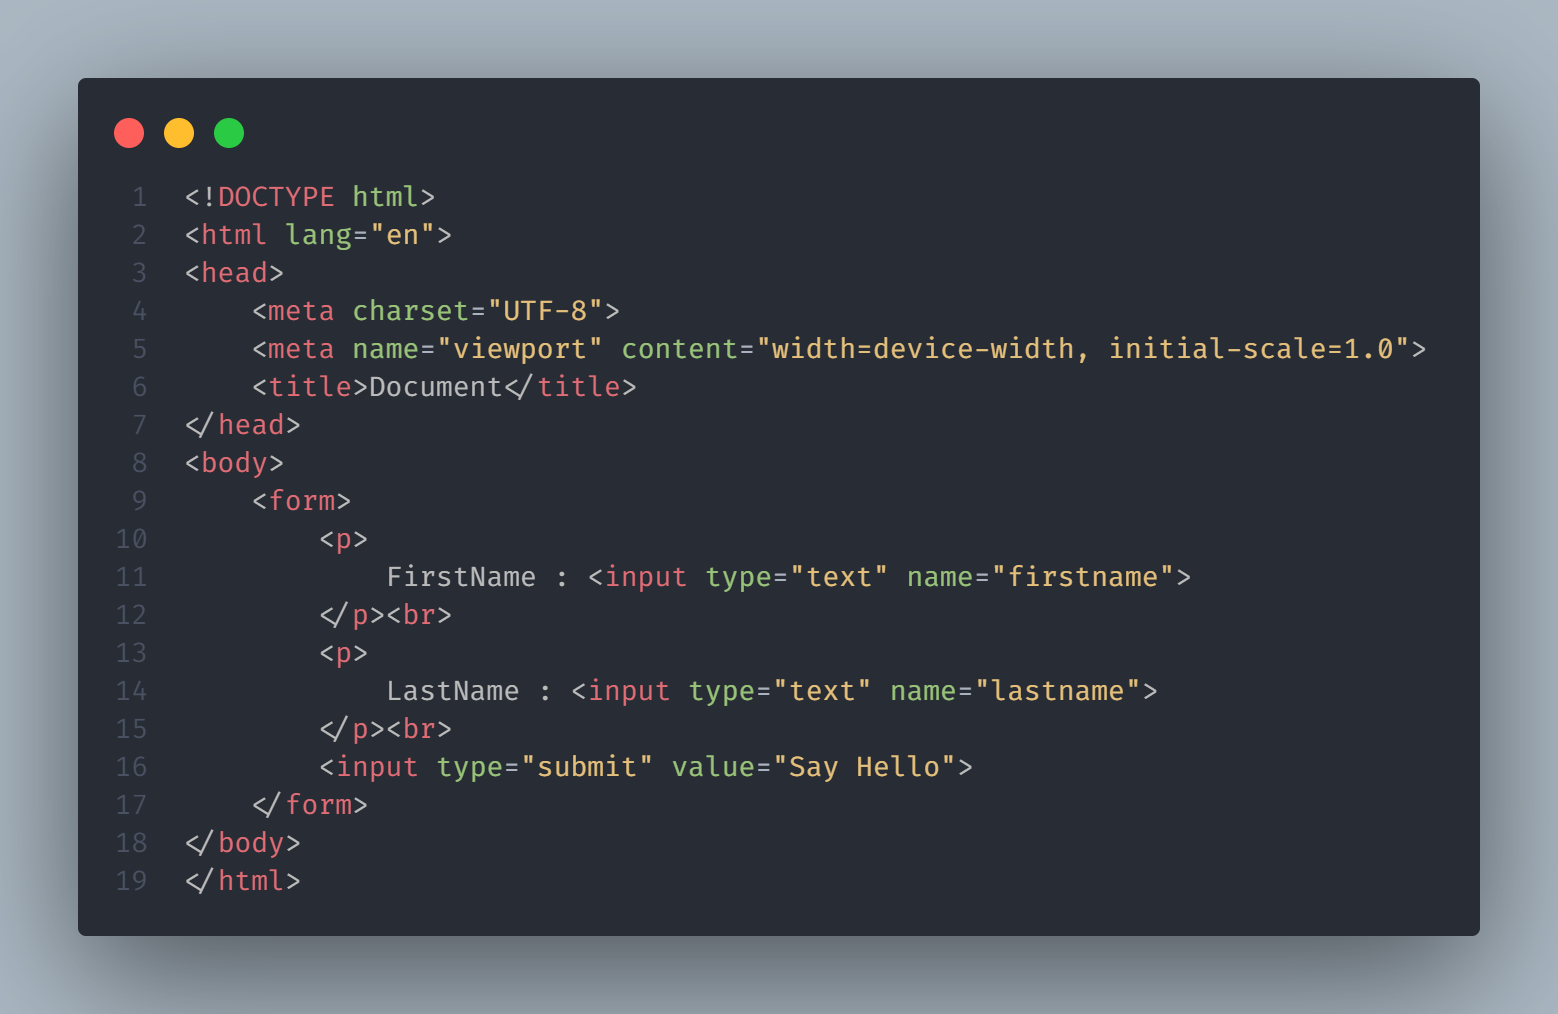 1 <!DOCTYPE html>
2 <html lang="en">
3 <head>
4     <meta charset="UTF-8">
5     <meta name="viewport" content="width=device-width, initial-scale=1.0">
6     <title>Document</title>
7 </head>
8 <body>
9     <form>
10         <p>
11             FirstName : <input type="text" name="firstname">
12         </p><br>
13         <p>
14             LastName : <input type="text" name="lastname">
15         </p><br>
16         <input type="submit" value="Say Hello">
17     </form>
18 </body>
19 </html>